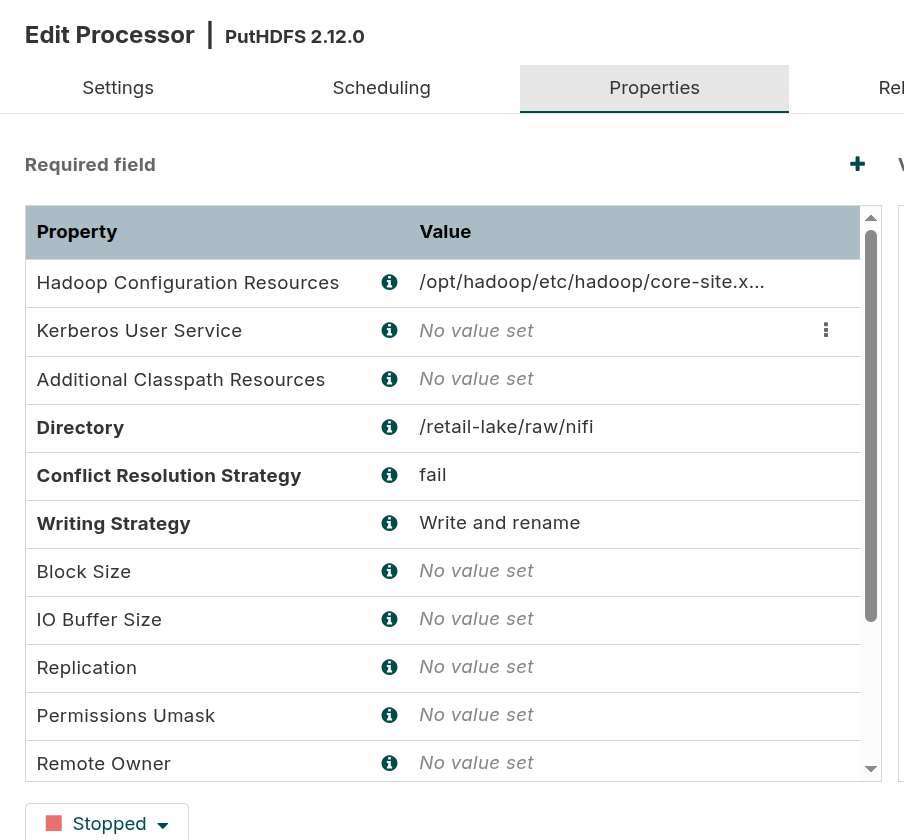 Edit Processor | PutHDFS 2.12.0
Settings Scheduling Properties Rel
Required field
Property Value
Hadoop Configuration Resources /opt/hadoop/etc/hadoop/core-site.x...
Kerberos User Service No value set
Additional Classpath Resources No value set
Directory /retail-lake/raw/nifi
Conflict Resolution Strategy fail
Writing Strategy Write and rename
Block Size No value set
IO Buffer Size No value set
Replication No value set
Permissions Umask No value set
Remote Owner No value set
Stopped